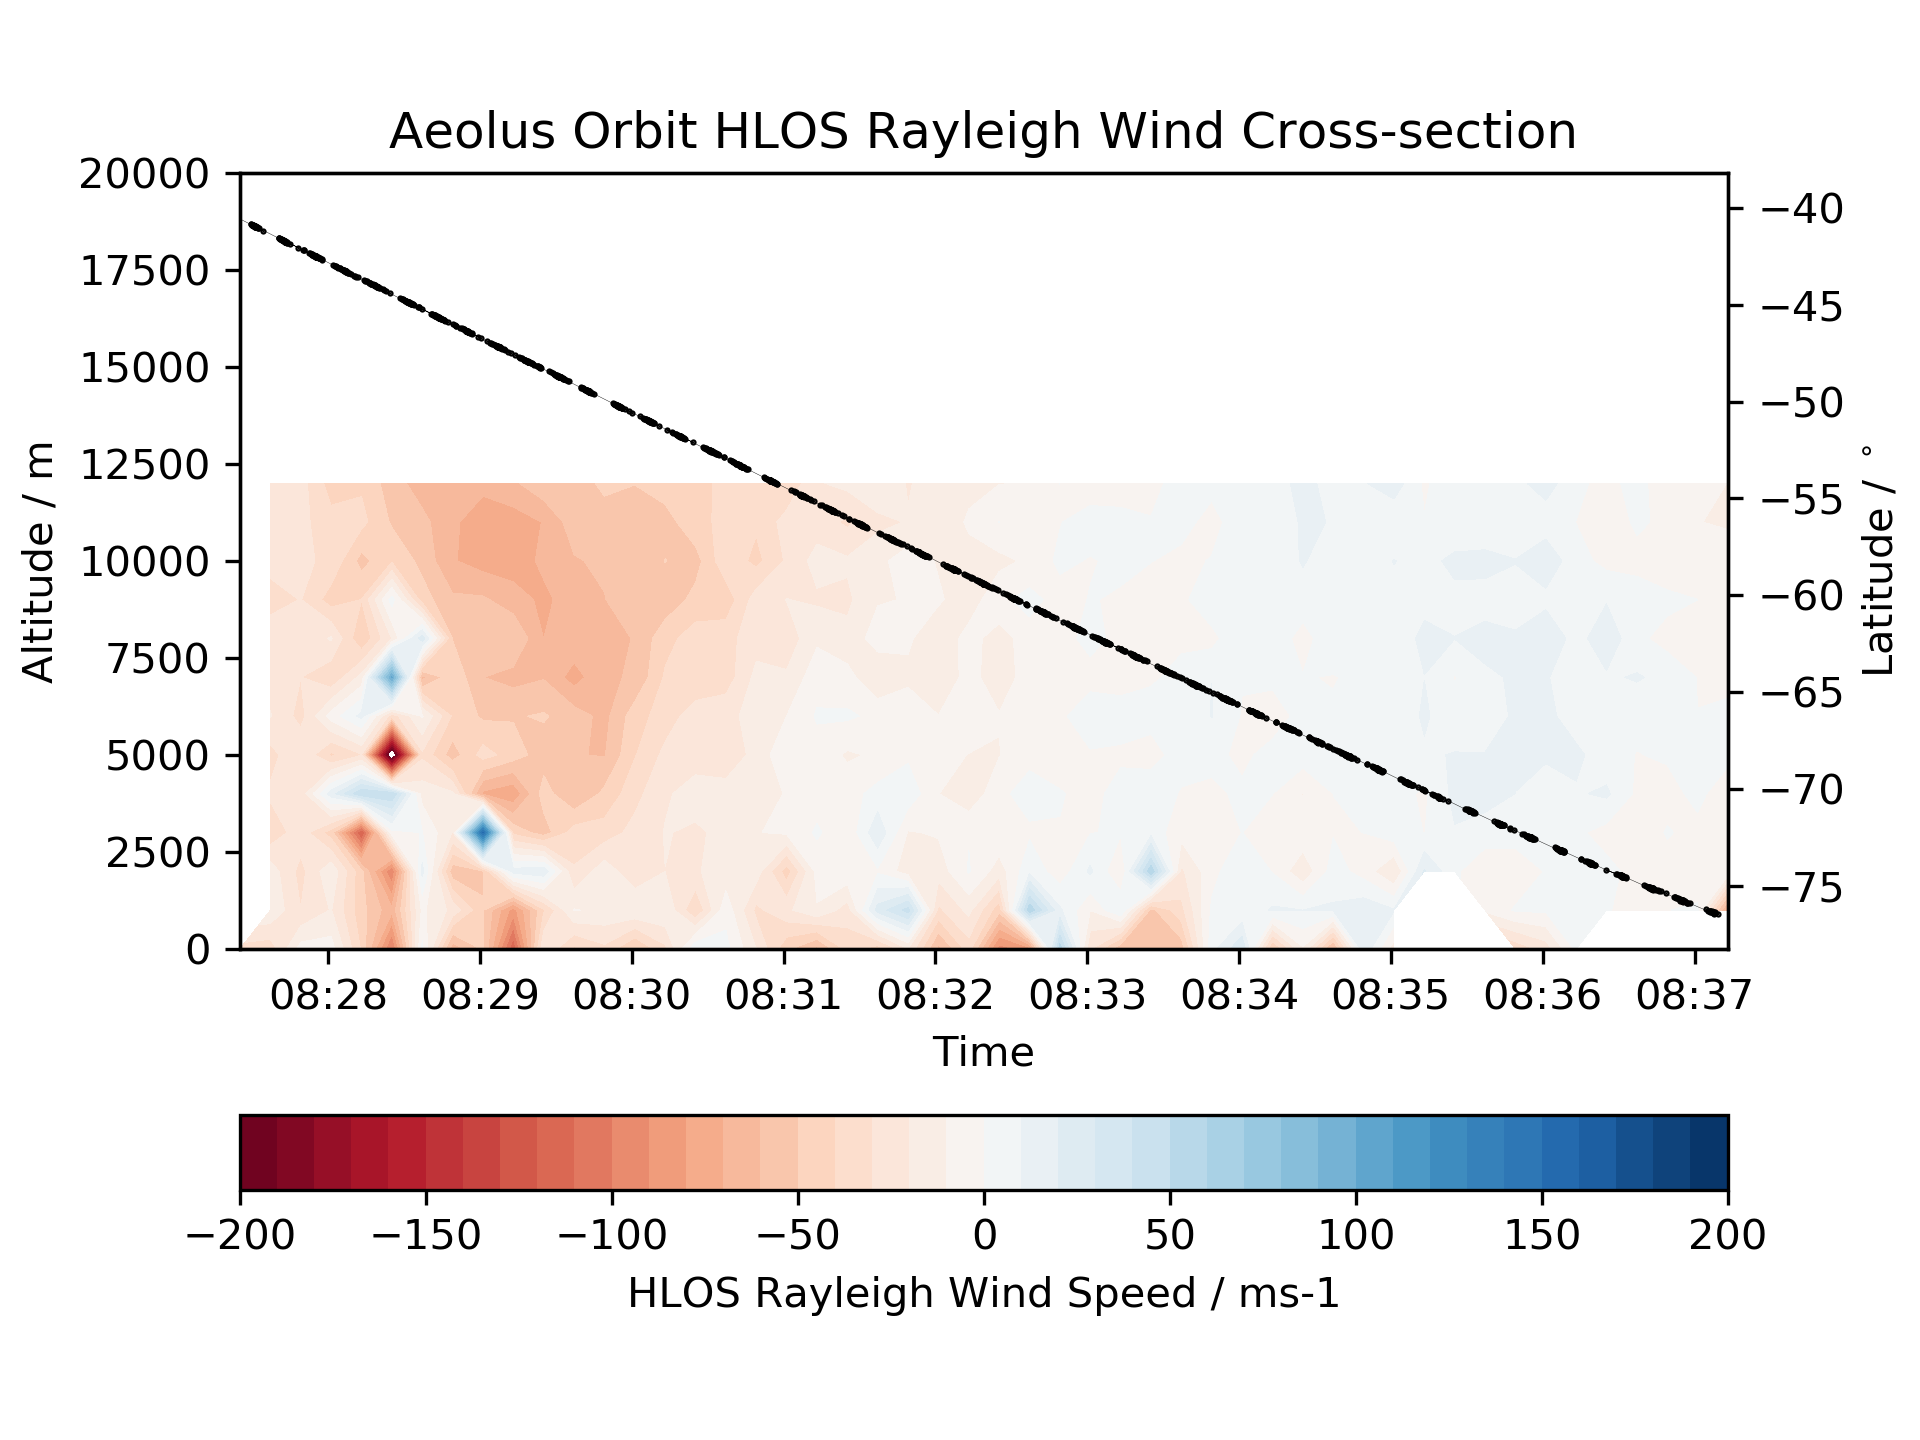 Aeolus Orbit HLOS Rayleigh Wind Cross-section
20000
17500
15000
12500
10000
7500
5000
2500
0
Altitude / m
−40
−45
−50
−55
−60
−65
−70
−75
Latitude / °
08:28 08:29 08:30 08:31 08:32 08:33 08:34 08:35 08:36 08:37
Time
−200 −150 −100 −50 0 50 100 150 200
HLOS Rayleigh Wind Speed / ms-1